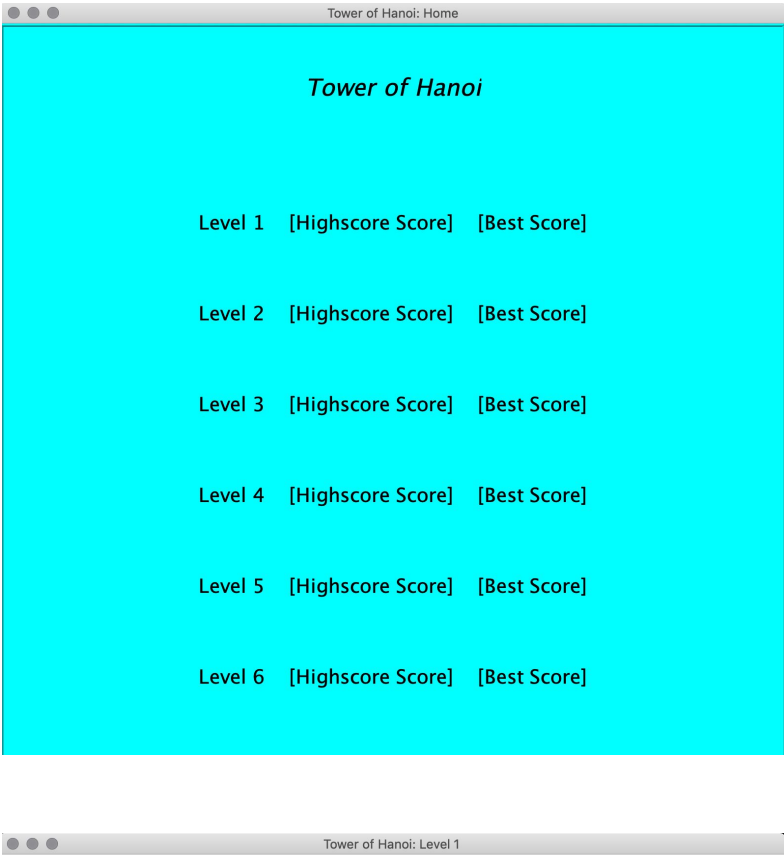 Tower of Hanoi: Home
Tower of Hanoi
Level 1 [Highscore Score] [Best Score]
Level 2 [Highscore Score] [Best Score]
Level 3 [Highscore Score] [Best Score]
Level 4 [Highscore Score] [Best Score]
Level 5 [Highscore Score] [Best Score]
Level 6 [Highscore Score] [Best Score]
Tower of Hanoi: Level 1